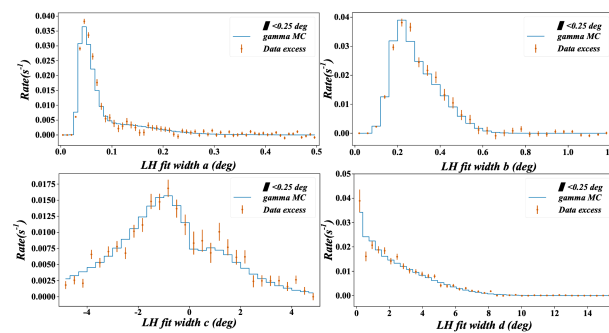 <0.25 deg
gamma MC
Data excess
0.040
0.035
0.030
0.025
0.020
0.015
0.010
0.005
0.000
Rate(s⁻¹)
0.0 0.1 0.2 0.3 0.4 0.5
LH fit width a (deg)
<0.25 deg
gamma MC
Data excess
0.04
0.03
0.02
0.01
0.00
Rate(s⁻¹)
0.0 0.2 0.4 0.6 0.8 1.0
LH fit width b (deg)
<0.25 deg
gamma MC
Data excess
0.0175
0.0150
0.0125
0.0100
0.0075
0.0050
0.0025
0.0000
Rate(s⁻¹)
-4 -2 0 2 4
LH fit width c (deg)
<0.25 deg
gamma MC
Data excess
0.05
0.04
0.03
0.02
0.01
0.00
Rate(s⁻¹)
0 2 4 6 8 10 12 14
LH fit width d (deg)